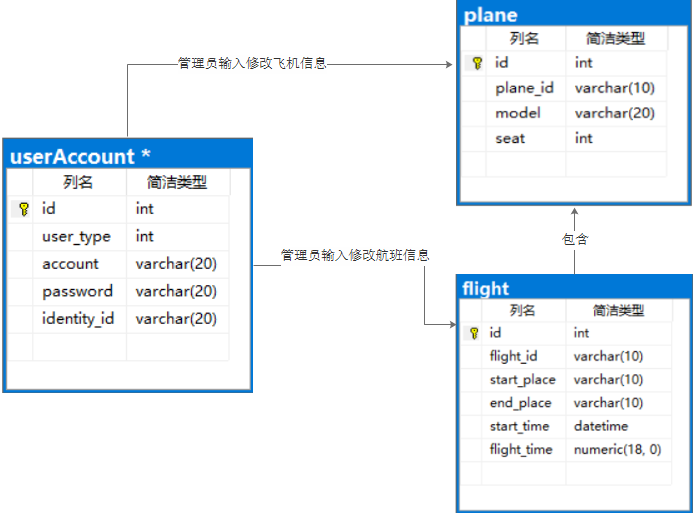 plane
列名 简洁类型
id int
plane_id varchar(10)
model varchar(20)
seat int
管理员输入修改飞机信息
userAccount *
列名 简洁类型
id int
user_type int
account varchar(20)
password varchar(20)
identity_id varchar(20)
管理员输入修改航班信息
包含
flight
列名 简洁类型
id int
flight_id varchar(10)
start_place varchar(10)
end_place varchar(10)
start_time datetime
flight_time numeric(18, 0)